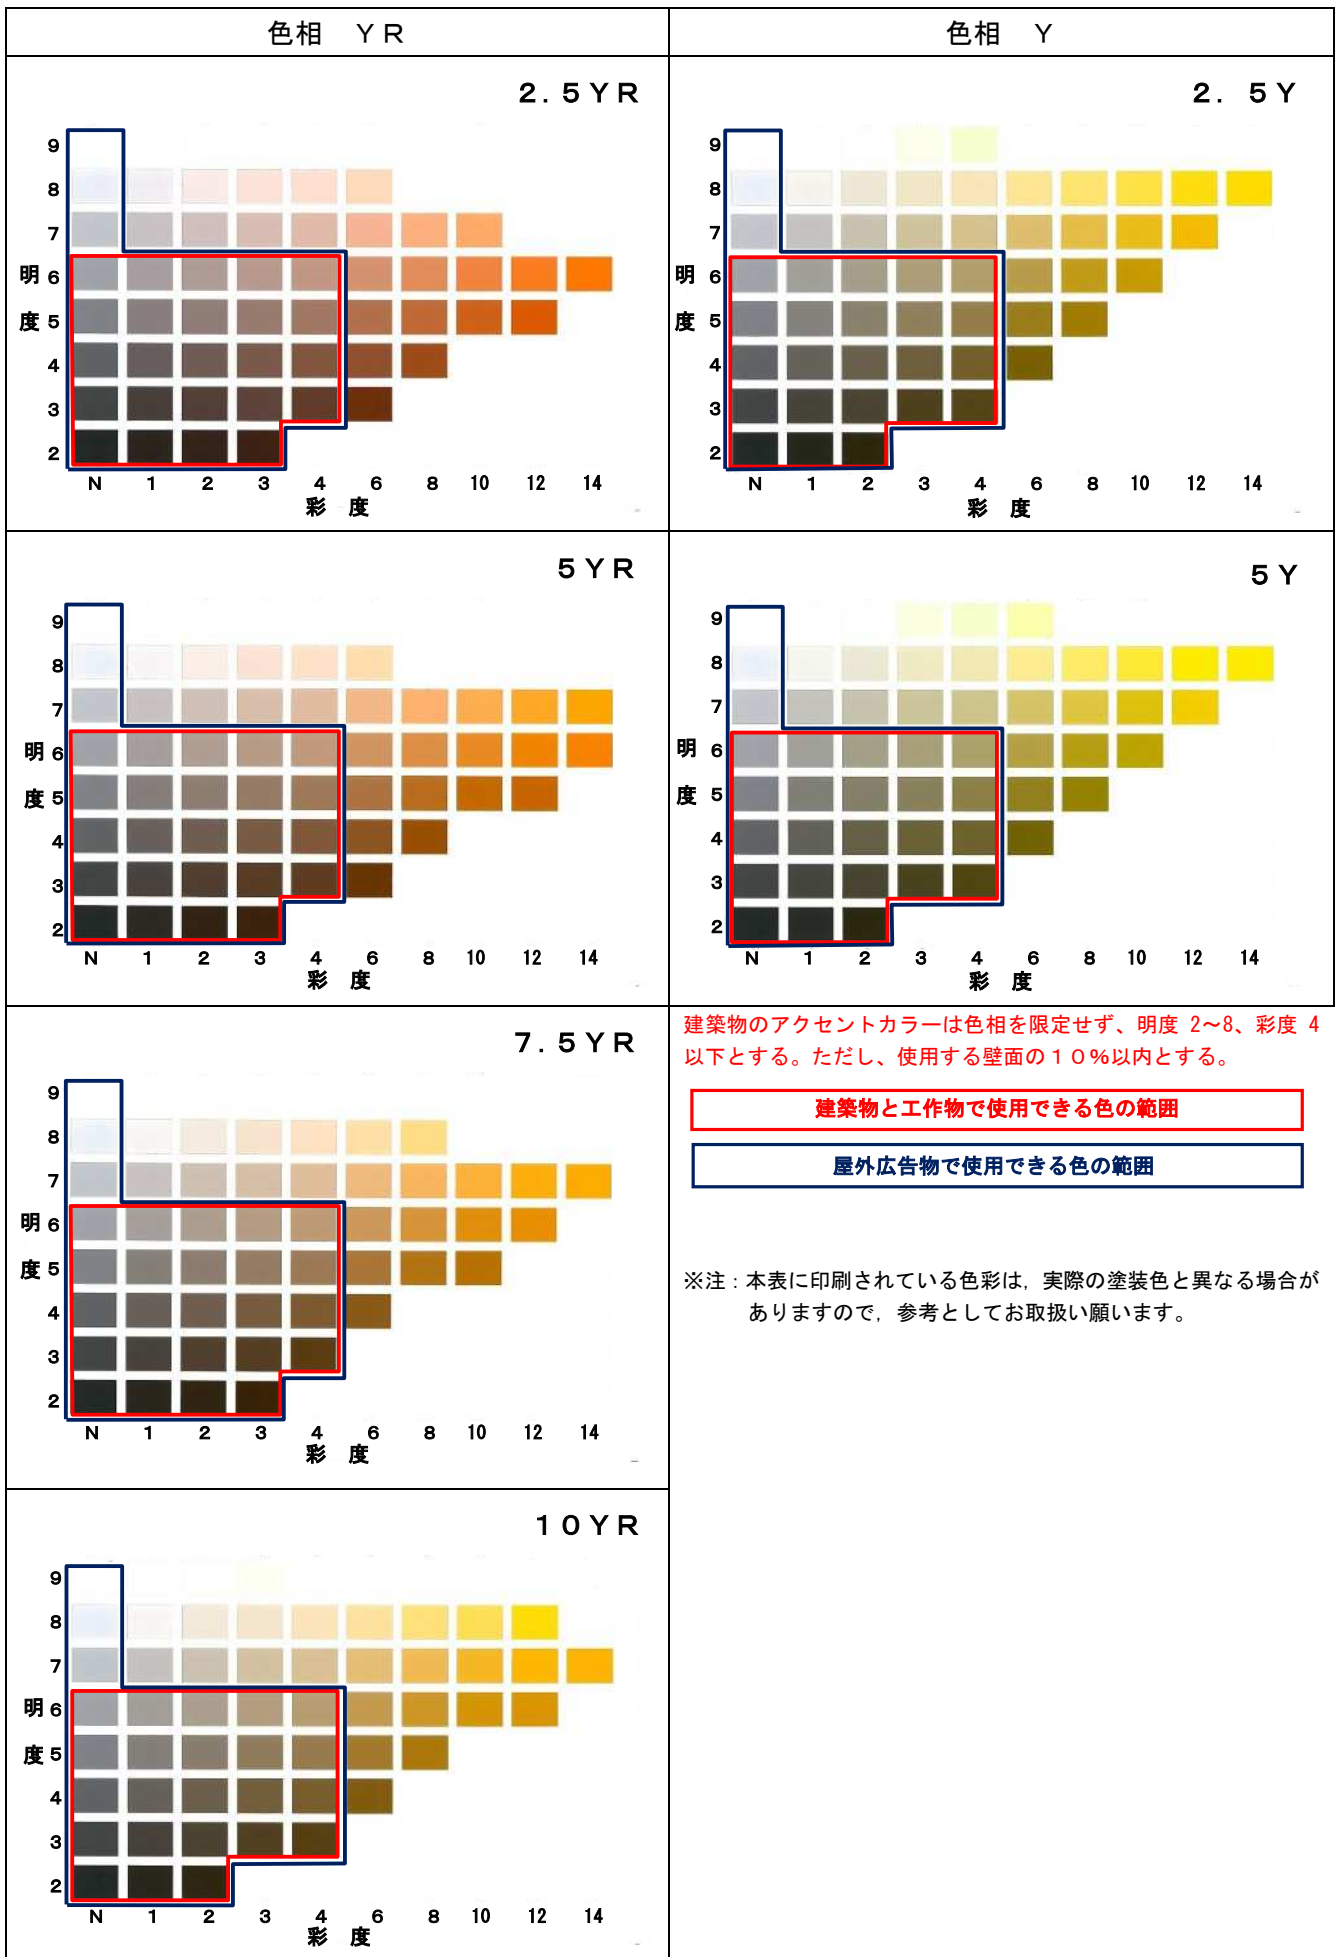 色相　ＹＲ
色相　Ｙ
２．５ＹＲ
9
8
7
明 6
度 5
4
3
2
N 1 2 3 4 6 8 10 12 14
彩 度
２．５Ｙ
9
8
7
明 6
度 5
4
3
2
N 1 2 3 4 6 8 10 12 14
彩 度
５ＹＲ
9
8
7
明 6
度 5
4
3
2
N 1 2 3 4 6 8 10 12 14
彩 度
５Ｙ
9
8
7
明 6
度 5
4
3
2
N 1 2 3 4 6 8 10 12 14
彩 度
７．５ＹＲ
9
8
7
明 6
度 5
4
3
2
N 1 2 3 4 6 8 10 12 14
彩 度
建築物のアクセントカラーは色相を限定せず、明度 2～8、彩度 4
以下とする。ただし、使用する壁面の１０％以内とする。
建築物と工作物で使用できる色の範囲
屋外広告物で使用できる色の範囲
※注：本表に印刷されている色彩は，実際の塗装色と異なる場合が
ありますので，参考としてお取扱い願います。
１０ＹＲ
9
8
7
明 6
度 5
4
3
2
N 1 2 3 4 6 8 10 12 14
彩 度